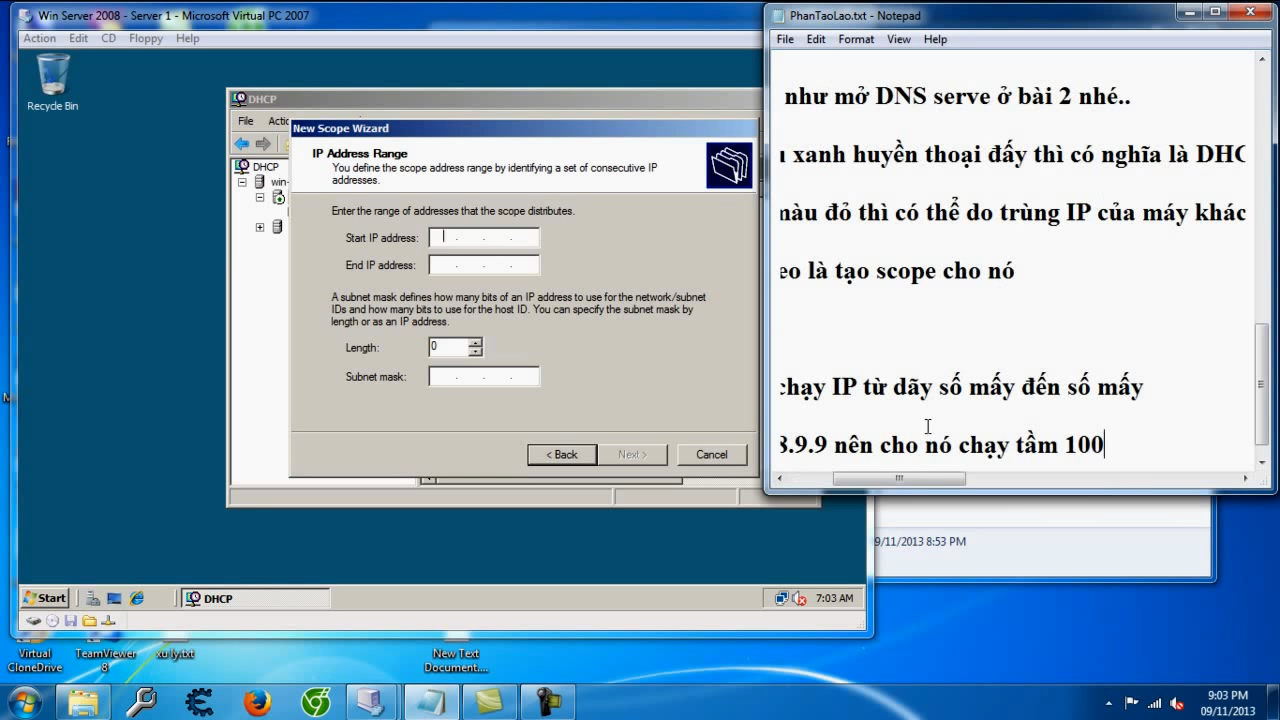 Win Server 2008 - Server 1 - Microsoft Virtual PC 2007
Action Edit CD Floppy Help
Recycle Bin
DHCP
File
DHCP
win-
New Scope Wizard
IP Address Range
You define the scope address range by identifying a set of consecutive IP
addresses.
Enter the range of addresses that the scope distributes.
Start IP address:
End IP address:
A subnet mask defines how many bits of an IP address to use for the network/subnet
IDs and how many bits to use for the host ID. You can specify the subnet mask by
length or as an IP address.
Length: 0
Subnet mask:
< Back Next > Cancel
Start DHCP 7:03 AM
PhanTaoLao.txt - Notepad
File Edit Format View Help
như mở DNS serve ở bài 2 nhé..
xanh huyền thoại đấy thì có nghĩa là DHC
màu đỏ thì có thể do trùng IP của máy khác
eo là tạo scope cho nó
chạy IP từ dãy số mấy đến số mấy
3.9.9 nên cho nó chạy tầm 100
9/11/2013 8:53 PM
Virtual
CloneDrive
TeamViewer
8
xu ly.txt
New Text
Document....
9:03 PM
09/11/2013